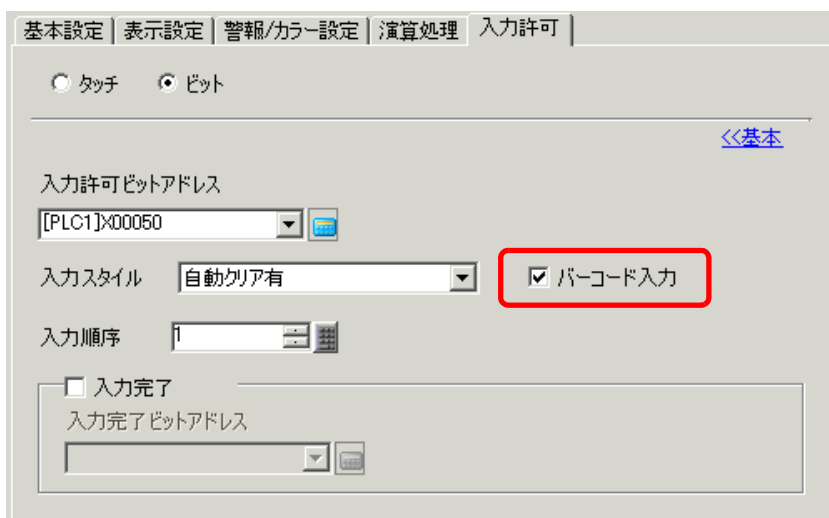 基本設定 表示設定 警報/カラー設定 演算処理 入力許可
タッチ ビット
<<基本
入力許可ビットアドレス
[PLC1]X00050
入力スタイル 自動クリア有 バーコード入力
入力順序 1
入力完了
入力完了ビットアドレス